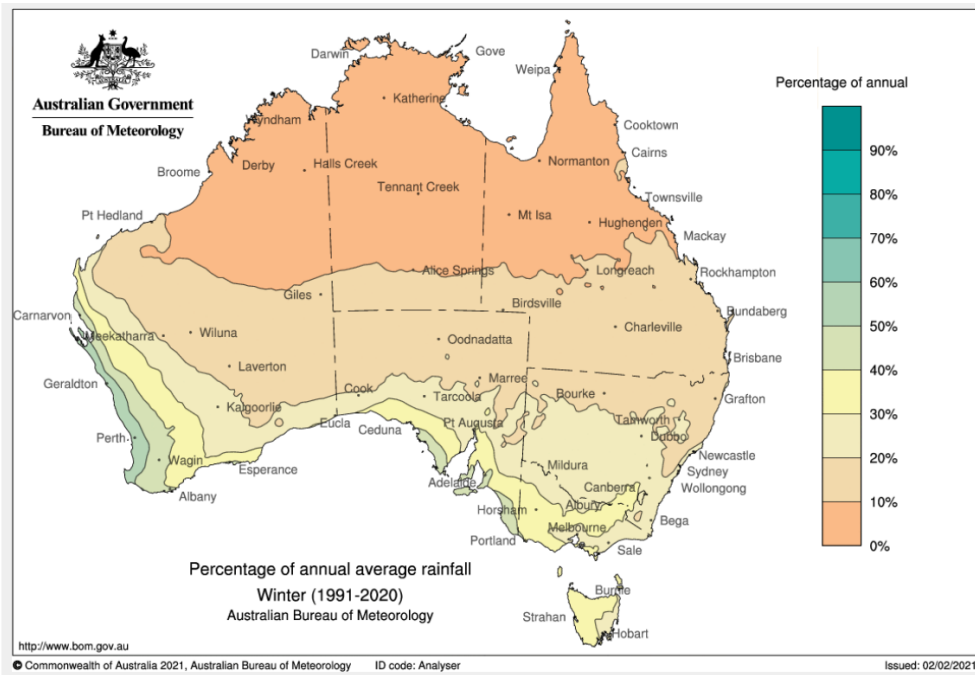 Australian Government
Bureau of Meteorology
Darwin
Gove
Weipa
Katherine
Percentage of annual
Wyndham
Cooktown
Cairns
90%
Derby
Halls Creek
Normanton
Broome
Tennant Creek
80%
Townsville
Pt Hedland
Mt Isa
Hughenden
Mackay
70%
Alice Springs
Longreach
Rockhampton
60%
Giles
Birdsville
Carnarvon
Bundaberg
Meekatharra
Wiluna
Charleville
50%
Oodnadatta
Brisbane
Laverton
40%
Geraldton
Marree
Cook
Bourke
Tarcoola
Grafton
Kalgoorlie
30%
Eucla
Ceduna
Pt Augusta
Tamworth
Dubbo
Perth
Newcastle
20%
Wagin
Esperance
Mildura
Sydney
Adelaide
Canberra
Wollongong
Albany
10%
Horsham
Albury
Bega
Melbourne
Portland
Sale
0%
Percentage of annual average rainfall
Winter (1991-2020)
Australian Bureau of Meteorology
Burnie
Strahan
Hobart
http://www.bom.gov.au
© Commonwealth of Australia 2021, Australian Bureau of Meteorology ID code: Analyser Issued: 02/02/2021